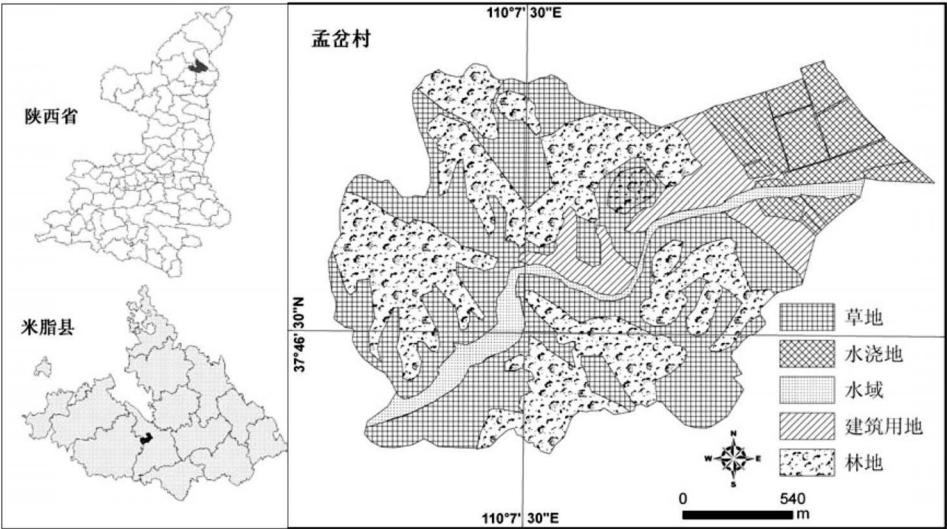 110°7′ 30″E
孟岔村
陕西省
米脂县
37°46′ 30″N
草地
水浇地
水域
建筑用地
林地
N
W
E
S
0 540
m
110°7′ 30″E